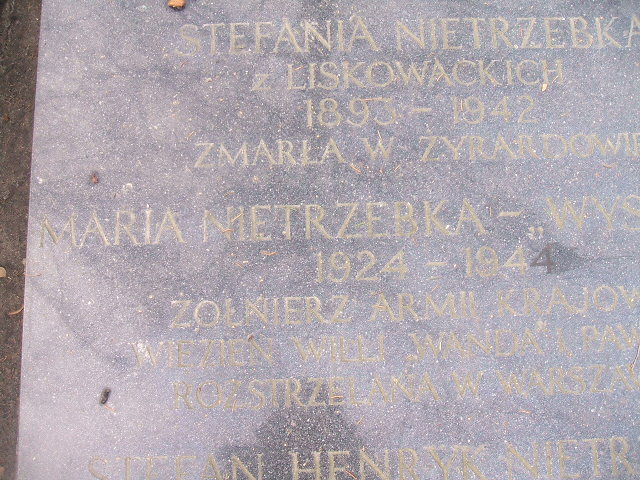 STEFANIA NIETRZEBKA
z LISKOWACKICH
1893 – 1942
ZMARŁA W ŻYRARDOWIE
MARIA NIETRZEBKA – „WYS
1924 – 1944
ŻOŁNIERZ ARMII KRAJOW
WIĘZIEŃ WILLI „WANDA" I PAW
ROZSTRZELANA W WARSZA
STEFAN HENRYK NIETR